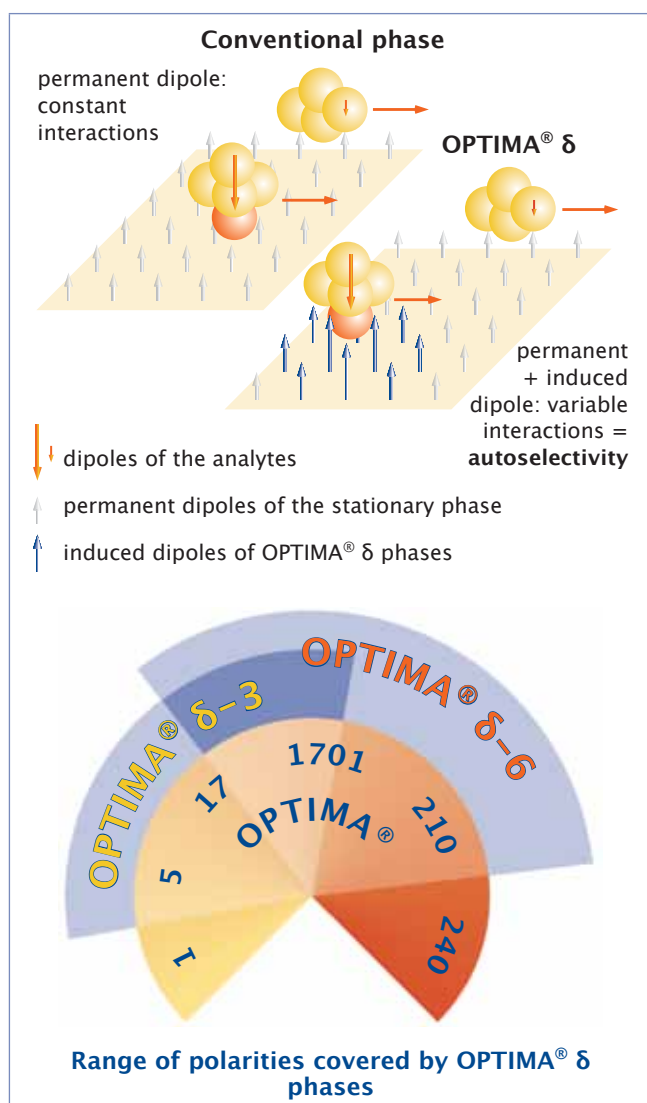 Conventional phase
permanent dipole:
constant
interactions
OPTIMA® δ
permanent
+ induced
dipole: variable
interactions =
autoselectivity
dipoles of the analytes
permanent dipoles of the stationary phase
induced dipoles of OPTIMA® δ phases
OPTIMA® δ–3
OPTIMA® δ–6
1
5
17
1701
210
240
OPTIMA®
Range of polarities covered by OPTIMA® δ
phases